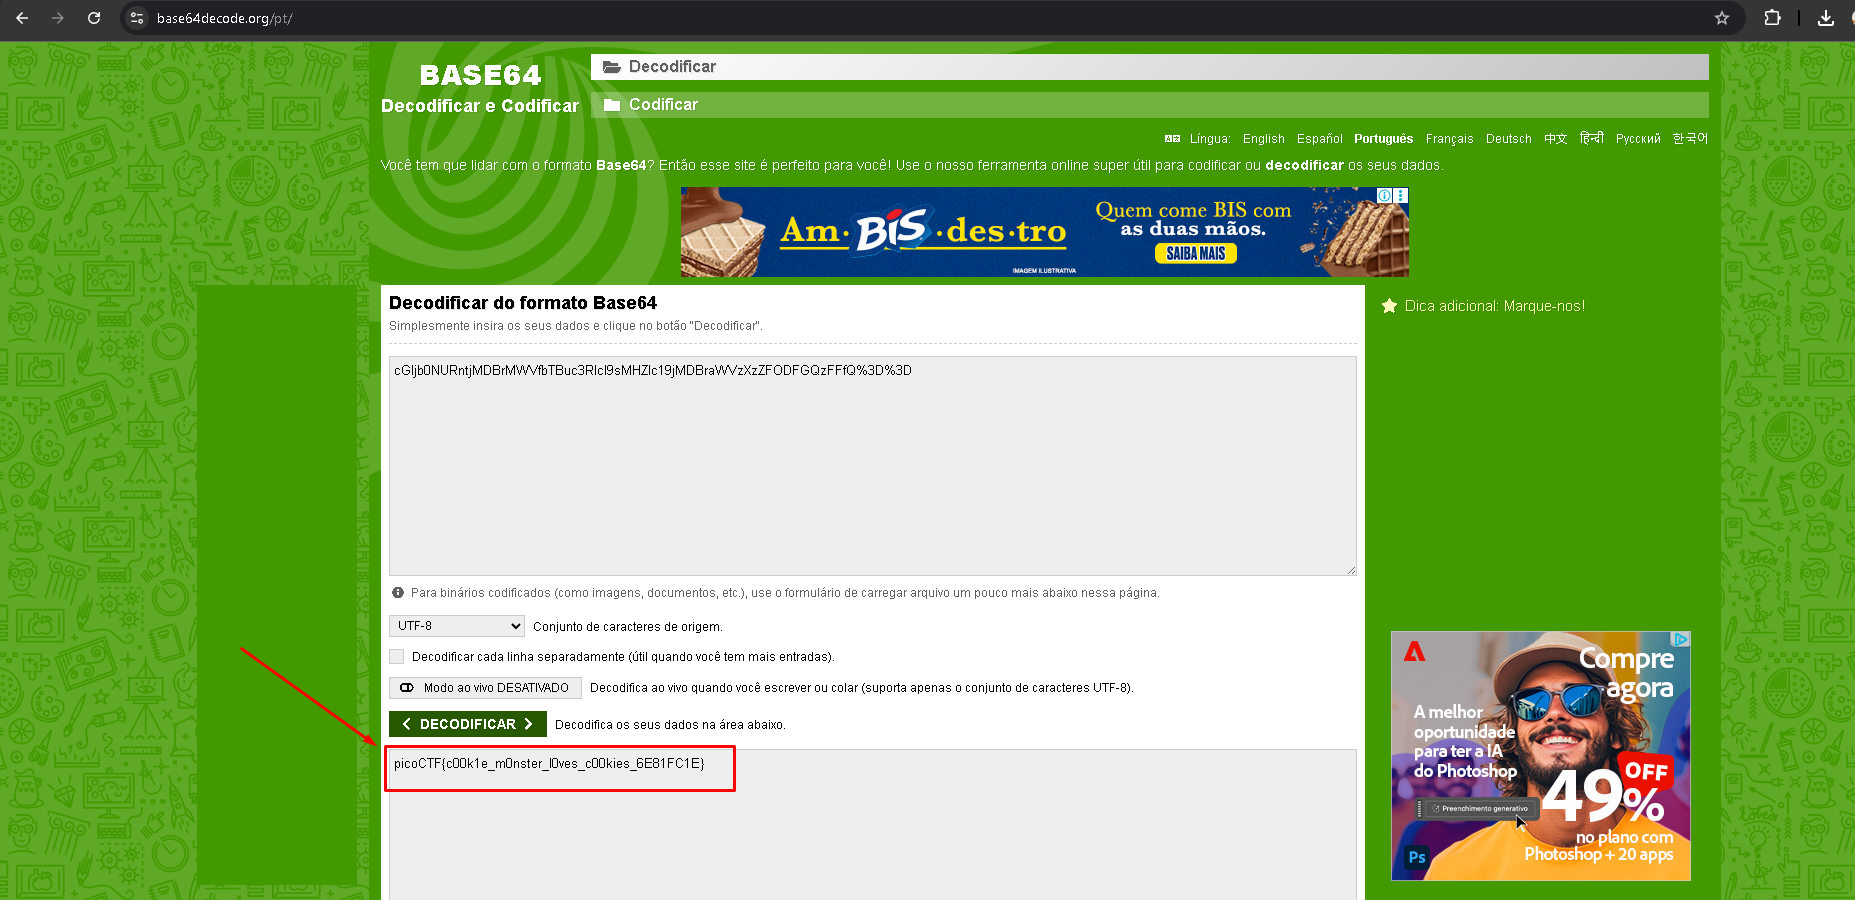 base64decode.org/pt/
BASE64
Decodificar e Codificar
Decodificar
Codificar
Língua: English Español Português Français Deutsch 中文 हिन्दी Русский 한국어
Você tem que lidar com o formato Base64? Então esse site é perfeito para você! Use o nosso ferramenta online super útil para codificar ou decodificar os seus dados.
Am·BIS·des·tro
Quem come BIS com
as duas mãos.
SAIBA MAIS
IMAGEM ILUSTRATIVA
Decodificar do formato Base64
Simplesmente insira os seus dados e clique no botão "Decodificar".
Dica adicional: Marque-nos!
Para binários codificados (como imagens, documentos, etc.), use o formulário de carregar arquivo um pouco mais abaixo nessa página.
UTF-8 Conjunto de caracteres de origem.
Decodificar cada linha separadamente (útil quando você tem mais entradas).
Modo ao vivo DESATIVADO Decodifica ao vivo quando você escrever ou colar (suporta apenas o conjunto de caracteres UTF-8).
DECODIFICAR Decodifica os seus dados na área abaixo.
picoCTF{c00k1e_m0nster_l0ves_c00kies_6E81FC1E}
Compre
agora
A melhor
oportunidade
para ter a IA
do Photoshop
49%
OFF
Preenchimento generativo
no plano com
Photoshop + 20 apps
Ps